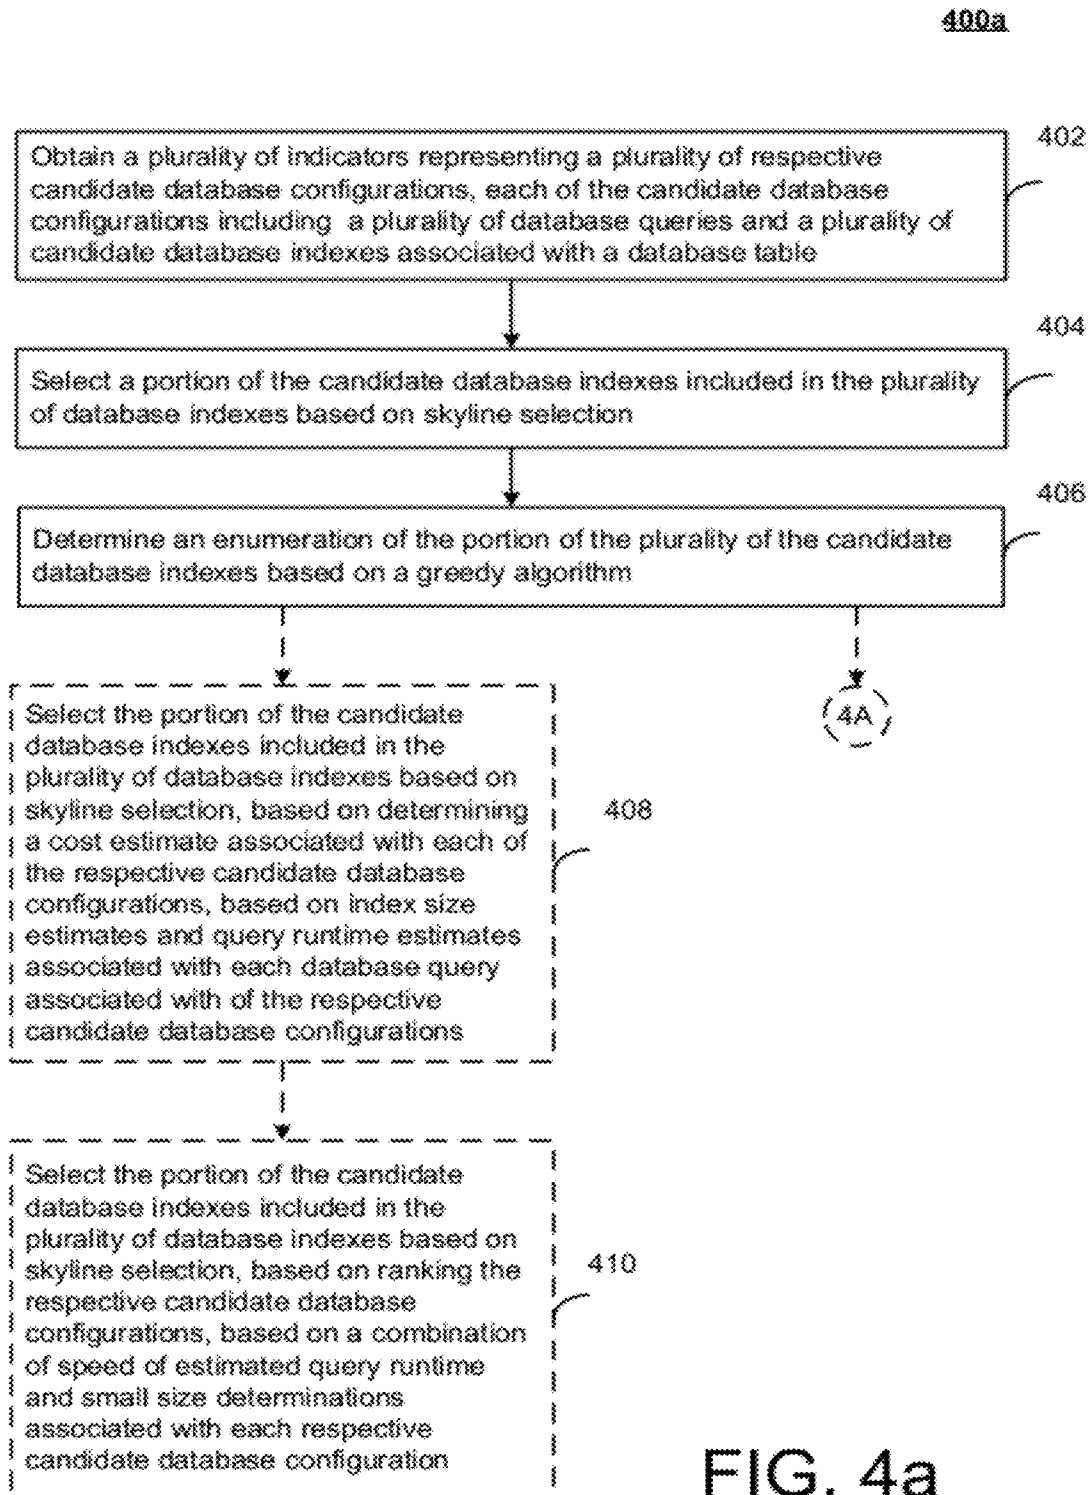 400a
402
Obtain a plurality of indicators representing a plurality of respective
candidate database configurations, each of the candidate database
configurations including a plurality of database queries and a plurality of
candidate database indexes associated with a database table
404
Select a portion of the candidate database indexes included in the plurality
of database indexes based on skyline selection
406
Determine an enumeration of the portion of the plurality of the candidate
database indexes based on a greedy algorithm
Select the portion of the candidate
database indexes included in the
plurality of database indexes based on
skyline selection, based on determining
a cost estimate associated with each of
the respective candidate database
configurations, based on index size
estimates and query runtime estimates
associated with each database query
associated with of the respective
candidate database configurations
4A
408
Select the portion of the candidate
database indexes included in the
plurality of database indexes based on
skyline selection, based on ranking the
respective candidate database
configurations, based on a combination
of speed of estimated query runtime
and small size determinations
associated with each respective
candidate database configuration
410
FIG. 4a